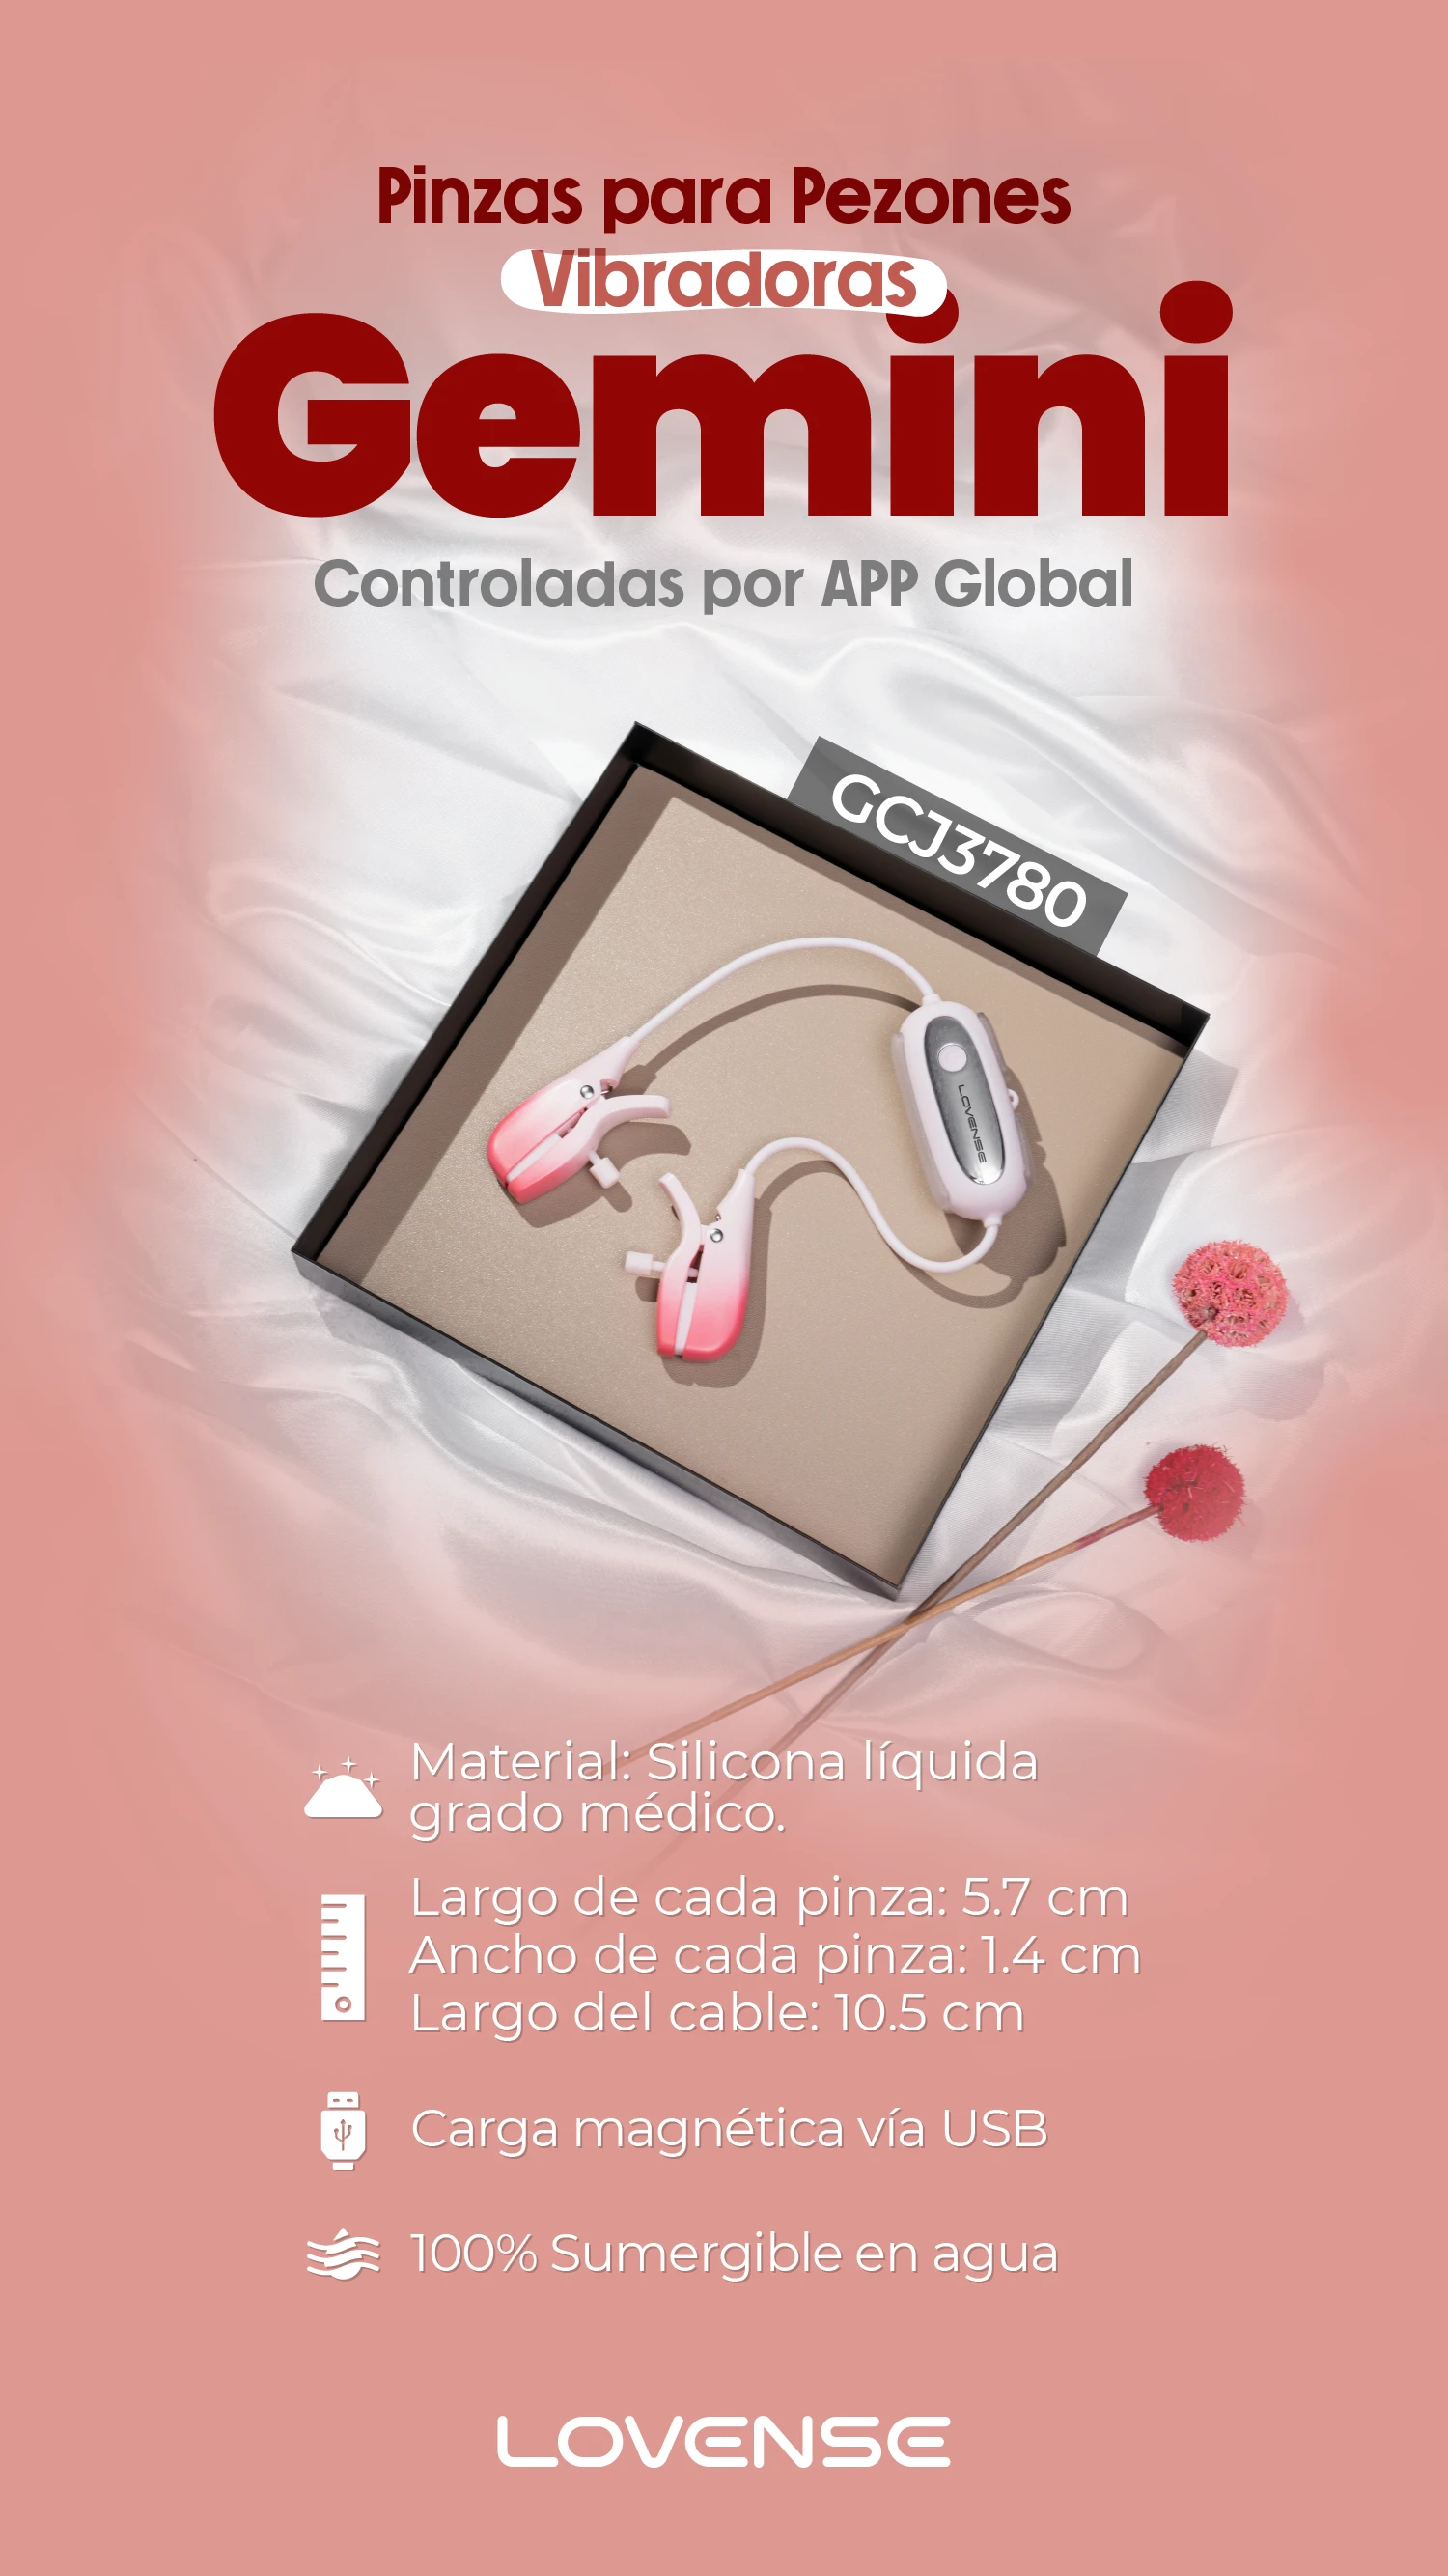 Pinzas para Pezones
Vibradoras
Gemini
Controladas por APP Global
GCJ3780
LOVENSE
Material: Silicona líquida
grado médico.
Largo de cada pinza: 5.7 cm
Ancho de cada pinza: 1.4 cm
Largo del cable: 10.5 cm
Carga magnética vía USB
100% Sumergible en agua
LOVENSE